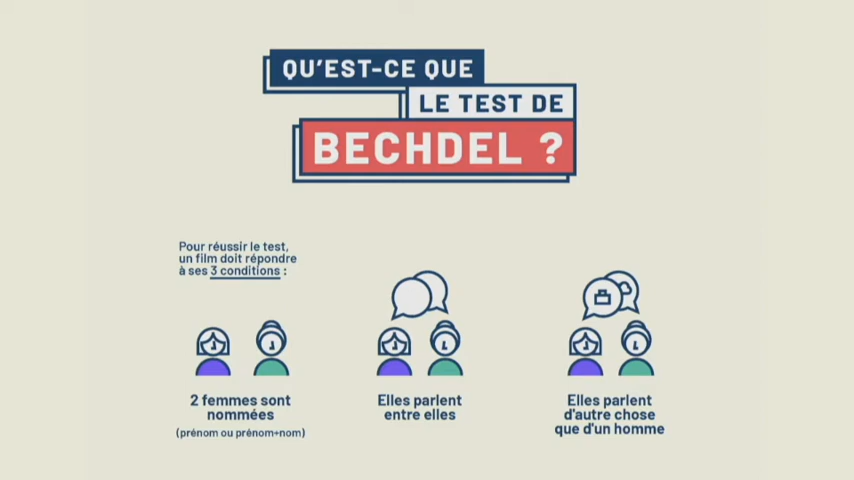 QU'EST-CE QUE
LE TEST DE
BECHDEL ?
Pour réussir le test,
un film doit répondre
à ses 3 conditions :
2 femmes sont
nommées
(prénom ou prénom+nom)
Elles parlent
entre elles
Elles parlent
d'autre chose
que d'un homme